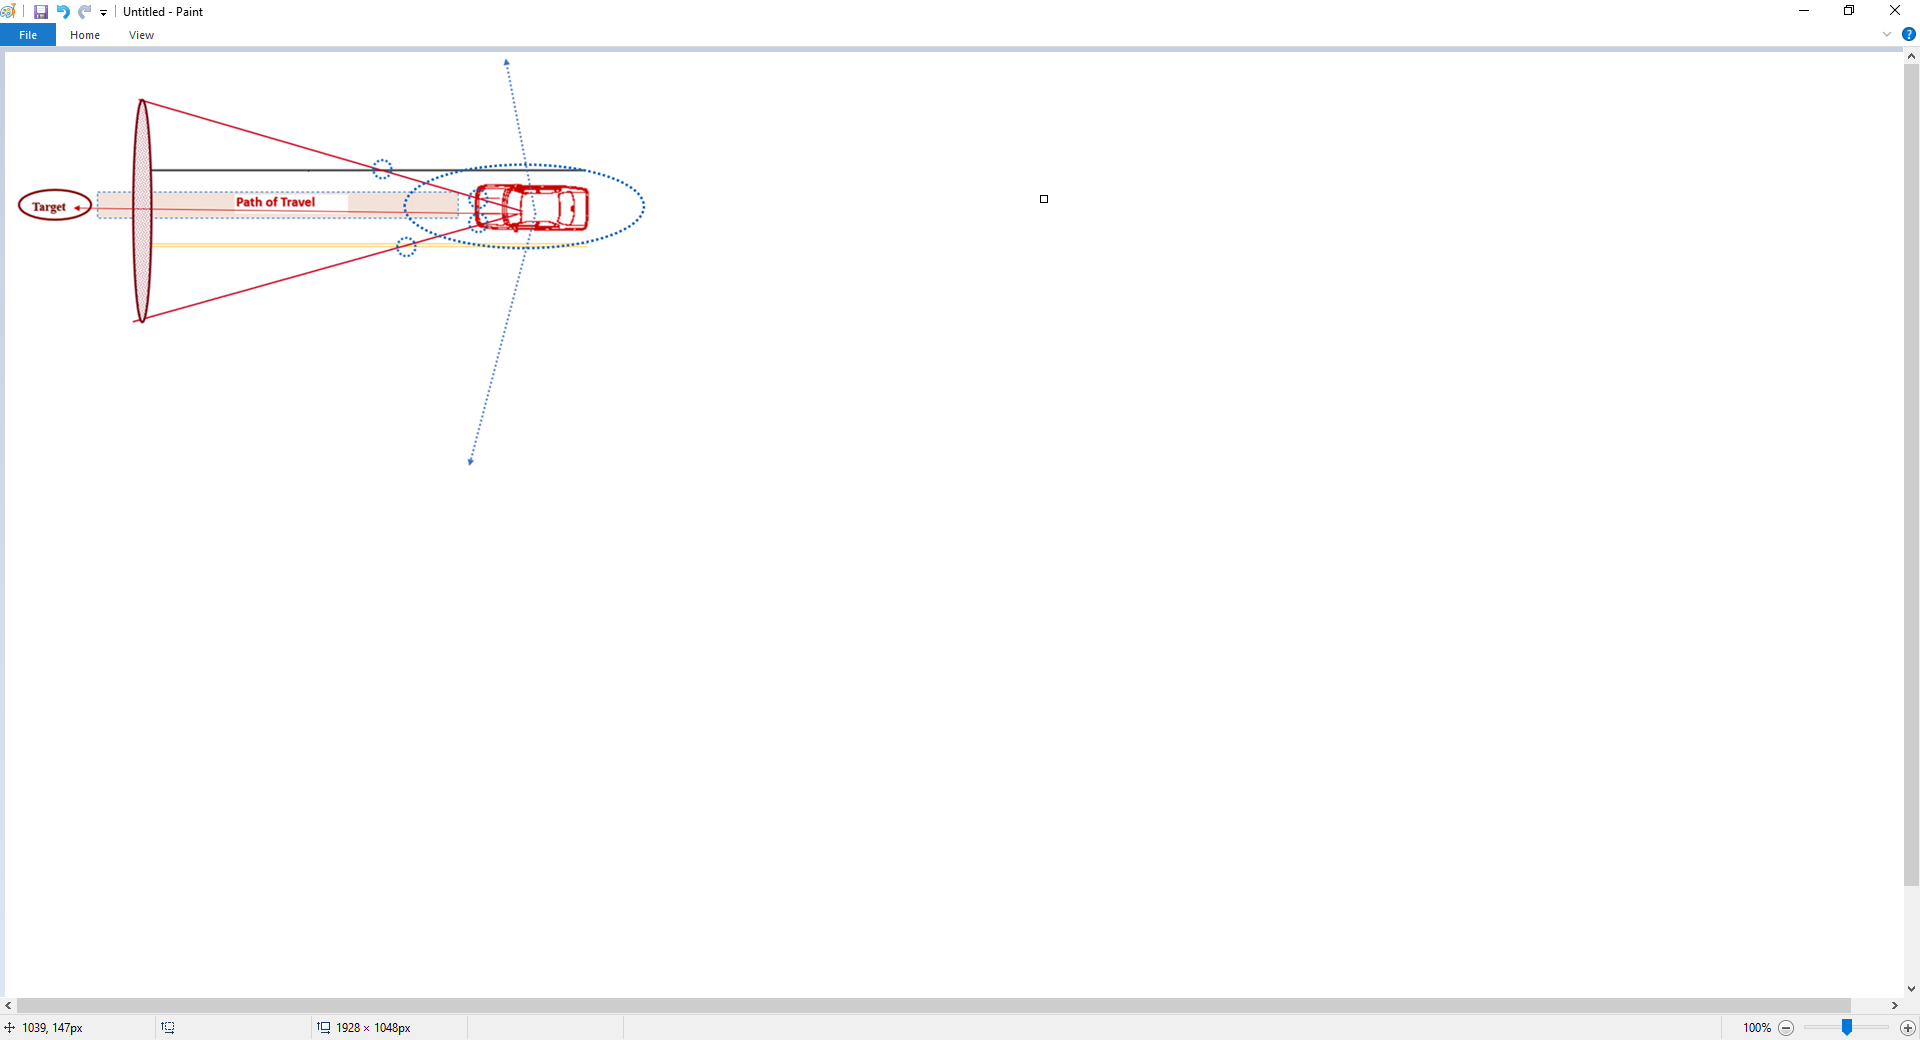 Untitled - Paint
File Home View
Target
Path of Travel
1039, 147px
1928 × 1048px
100%